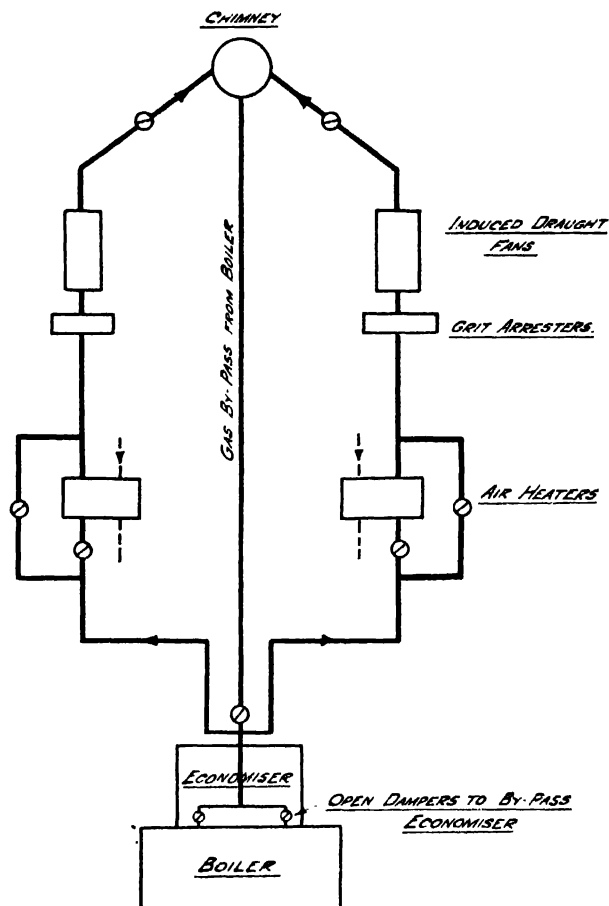 CHIMNEY
INDUCED DRAUGHT
FANS
GRIT ARRESTERS.
GAS BY-PASS FROM BOILER
AIR HEATERS
ECONOMISER
OPEN DAMPERS TO BY-PASS
ECONOMISER
BOILER